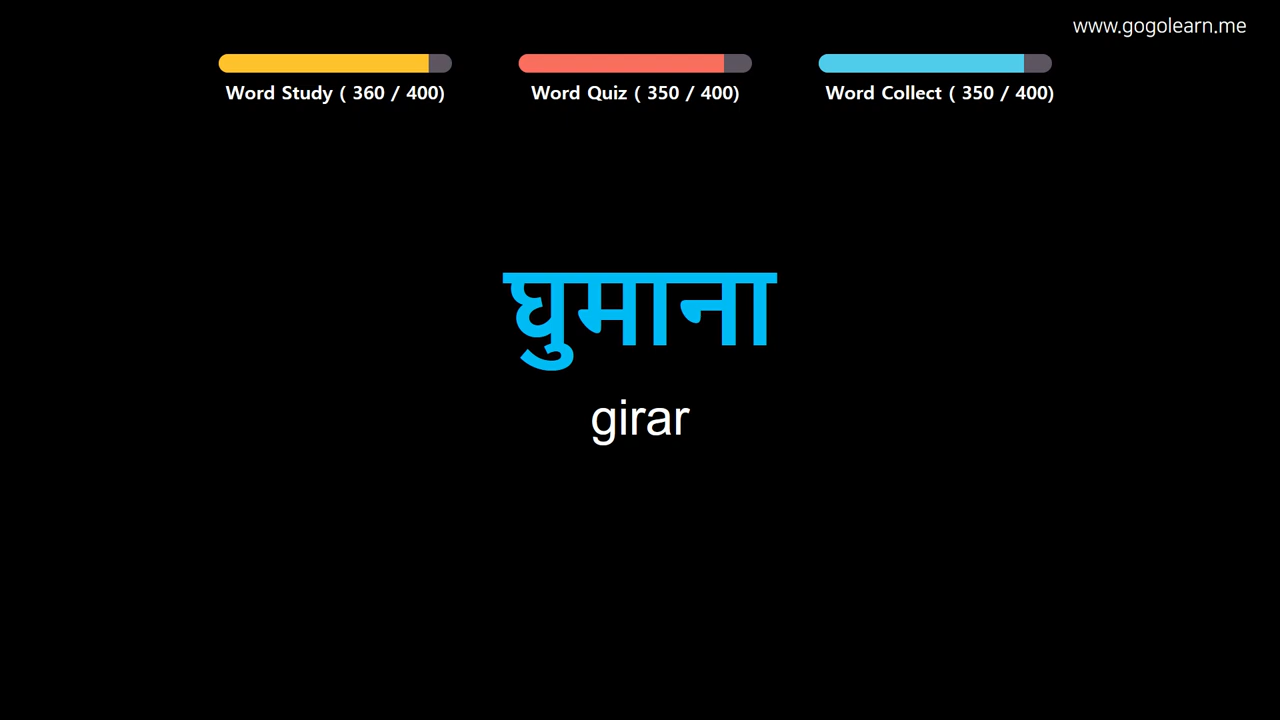 www.gogolearn.me
Word Study ( 360 / 400)
Word Quiz ( 350 / 400)
Word Collect ( 350 / 400)
घुमाना
girar